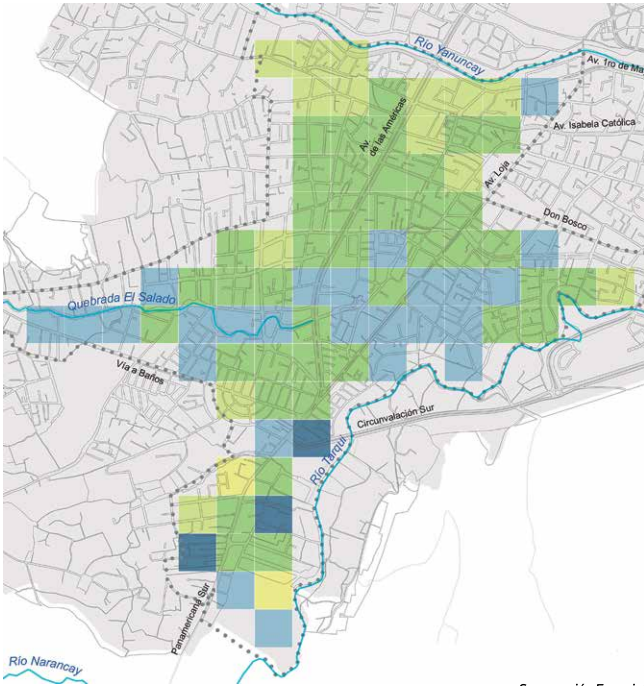 Río Yanuncay
Av. 1ro de Ma
Av.
de las Américas
Av. Isabela Católica
Av. Loja
Don Bosco
Quebrada El Salado
Vía a Baños
Circunvalación Sur
Río Tarqui
Panamericana Sur
Río Narancay